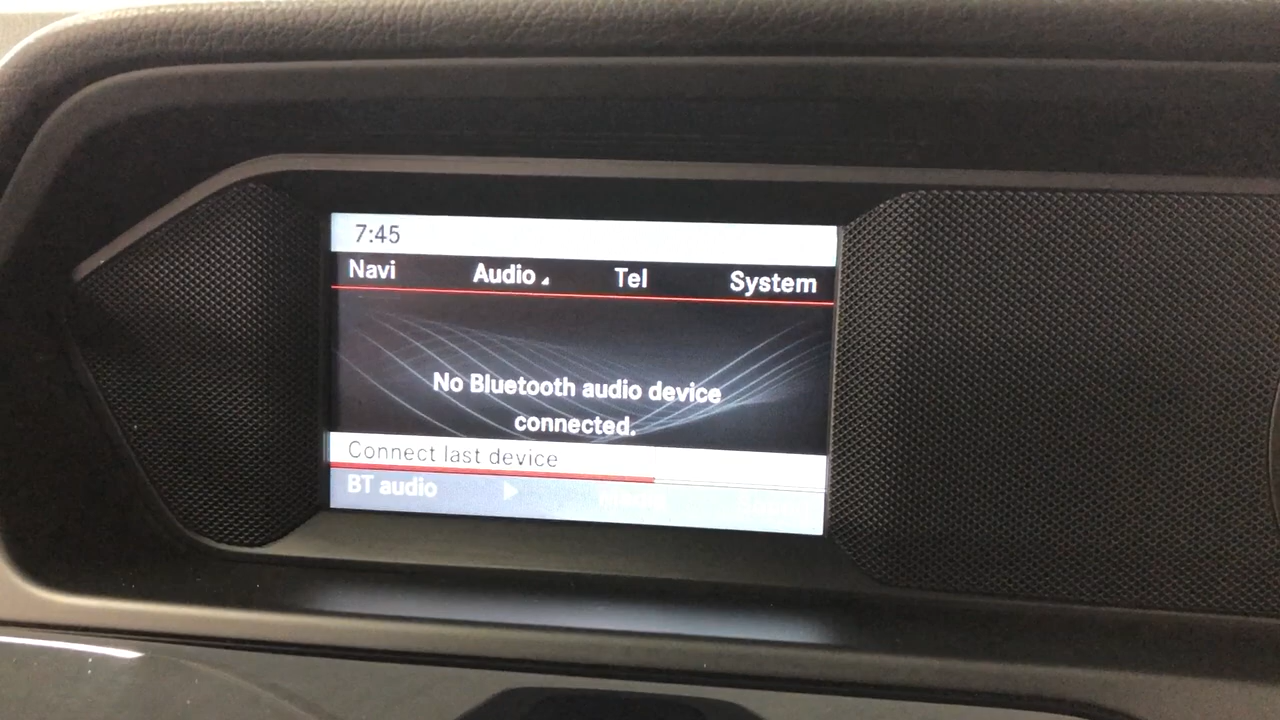 7:45
Navi Audio Tel System
No Bluetooth audio device
connected.
Connect last device
BT audio